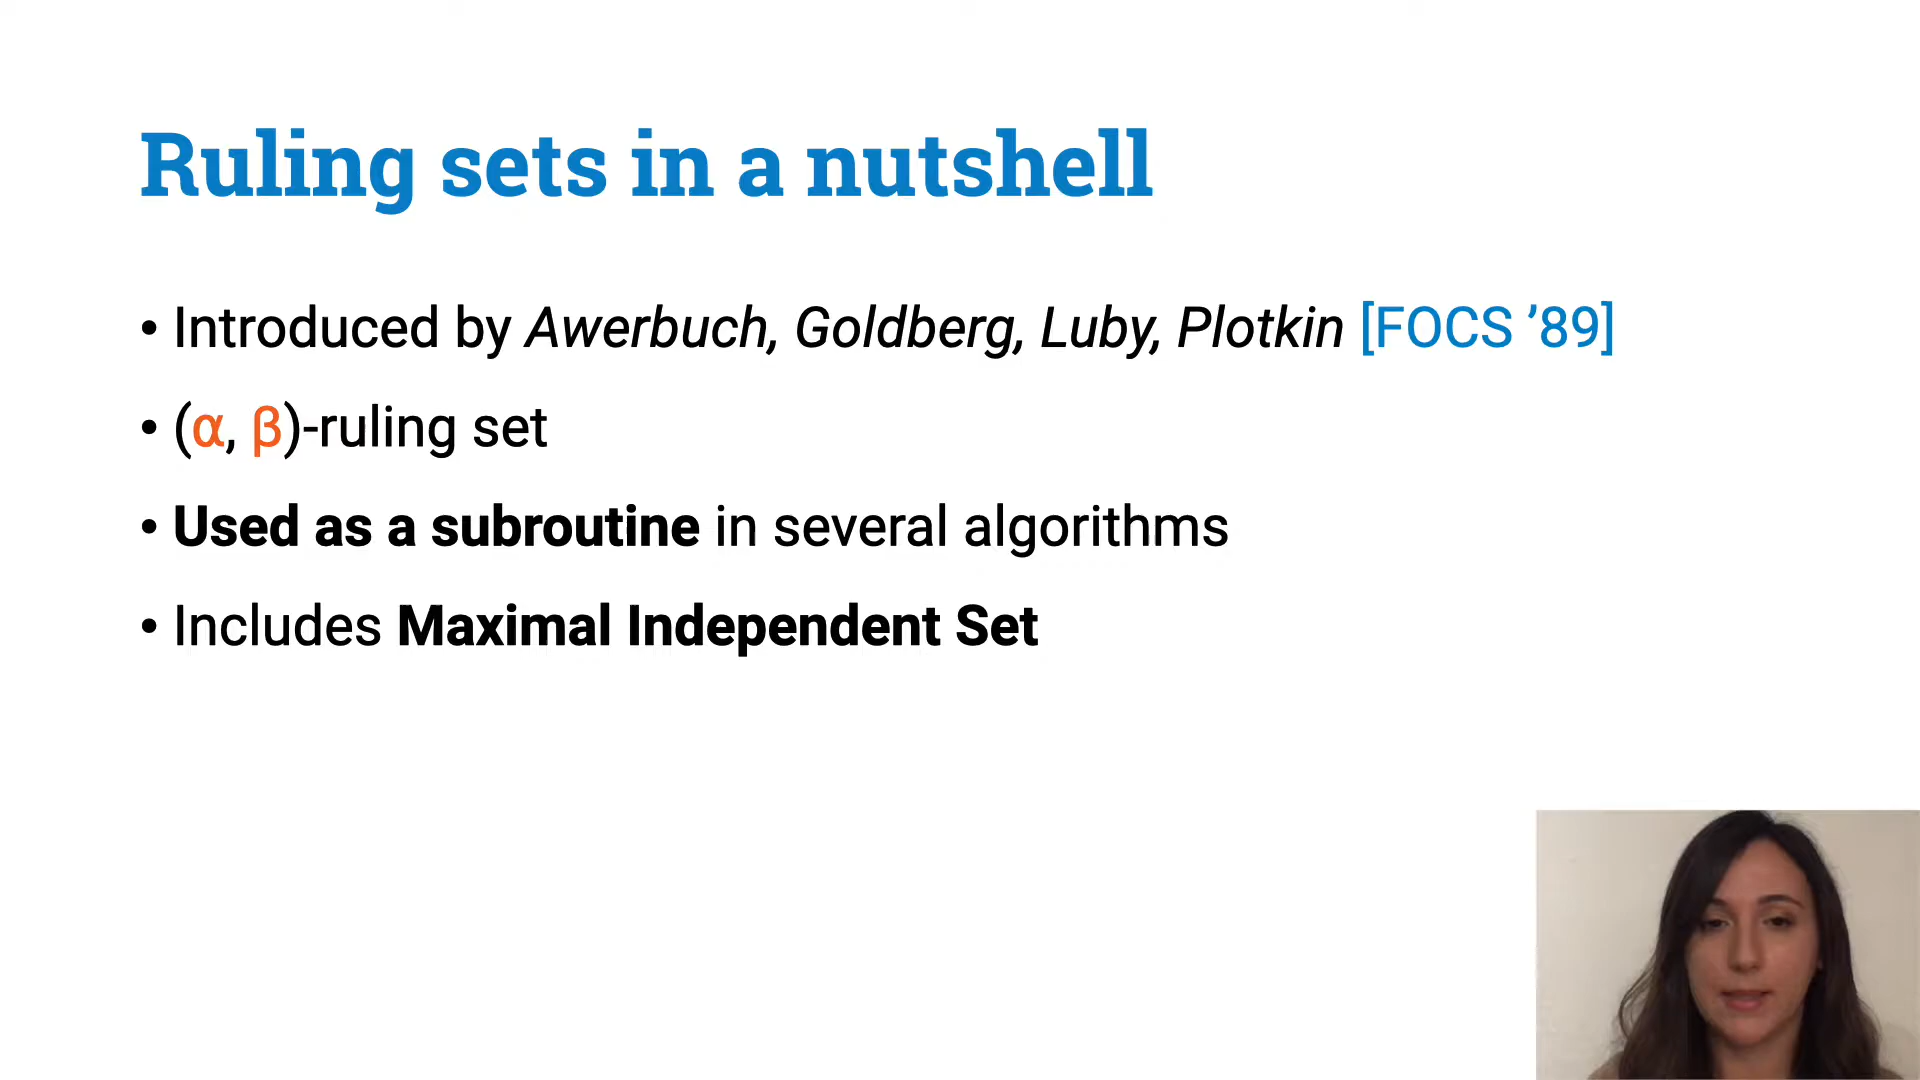 Ruling sets in a nutshell
• Introduced by Awerbuch, Goldberg, Luby, Plotkin [FOCS ’89]
• (α, β)-ruling set
• Used as a subroutine in several algorithms
• Includes Maximal Independent Set